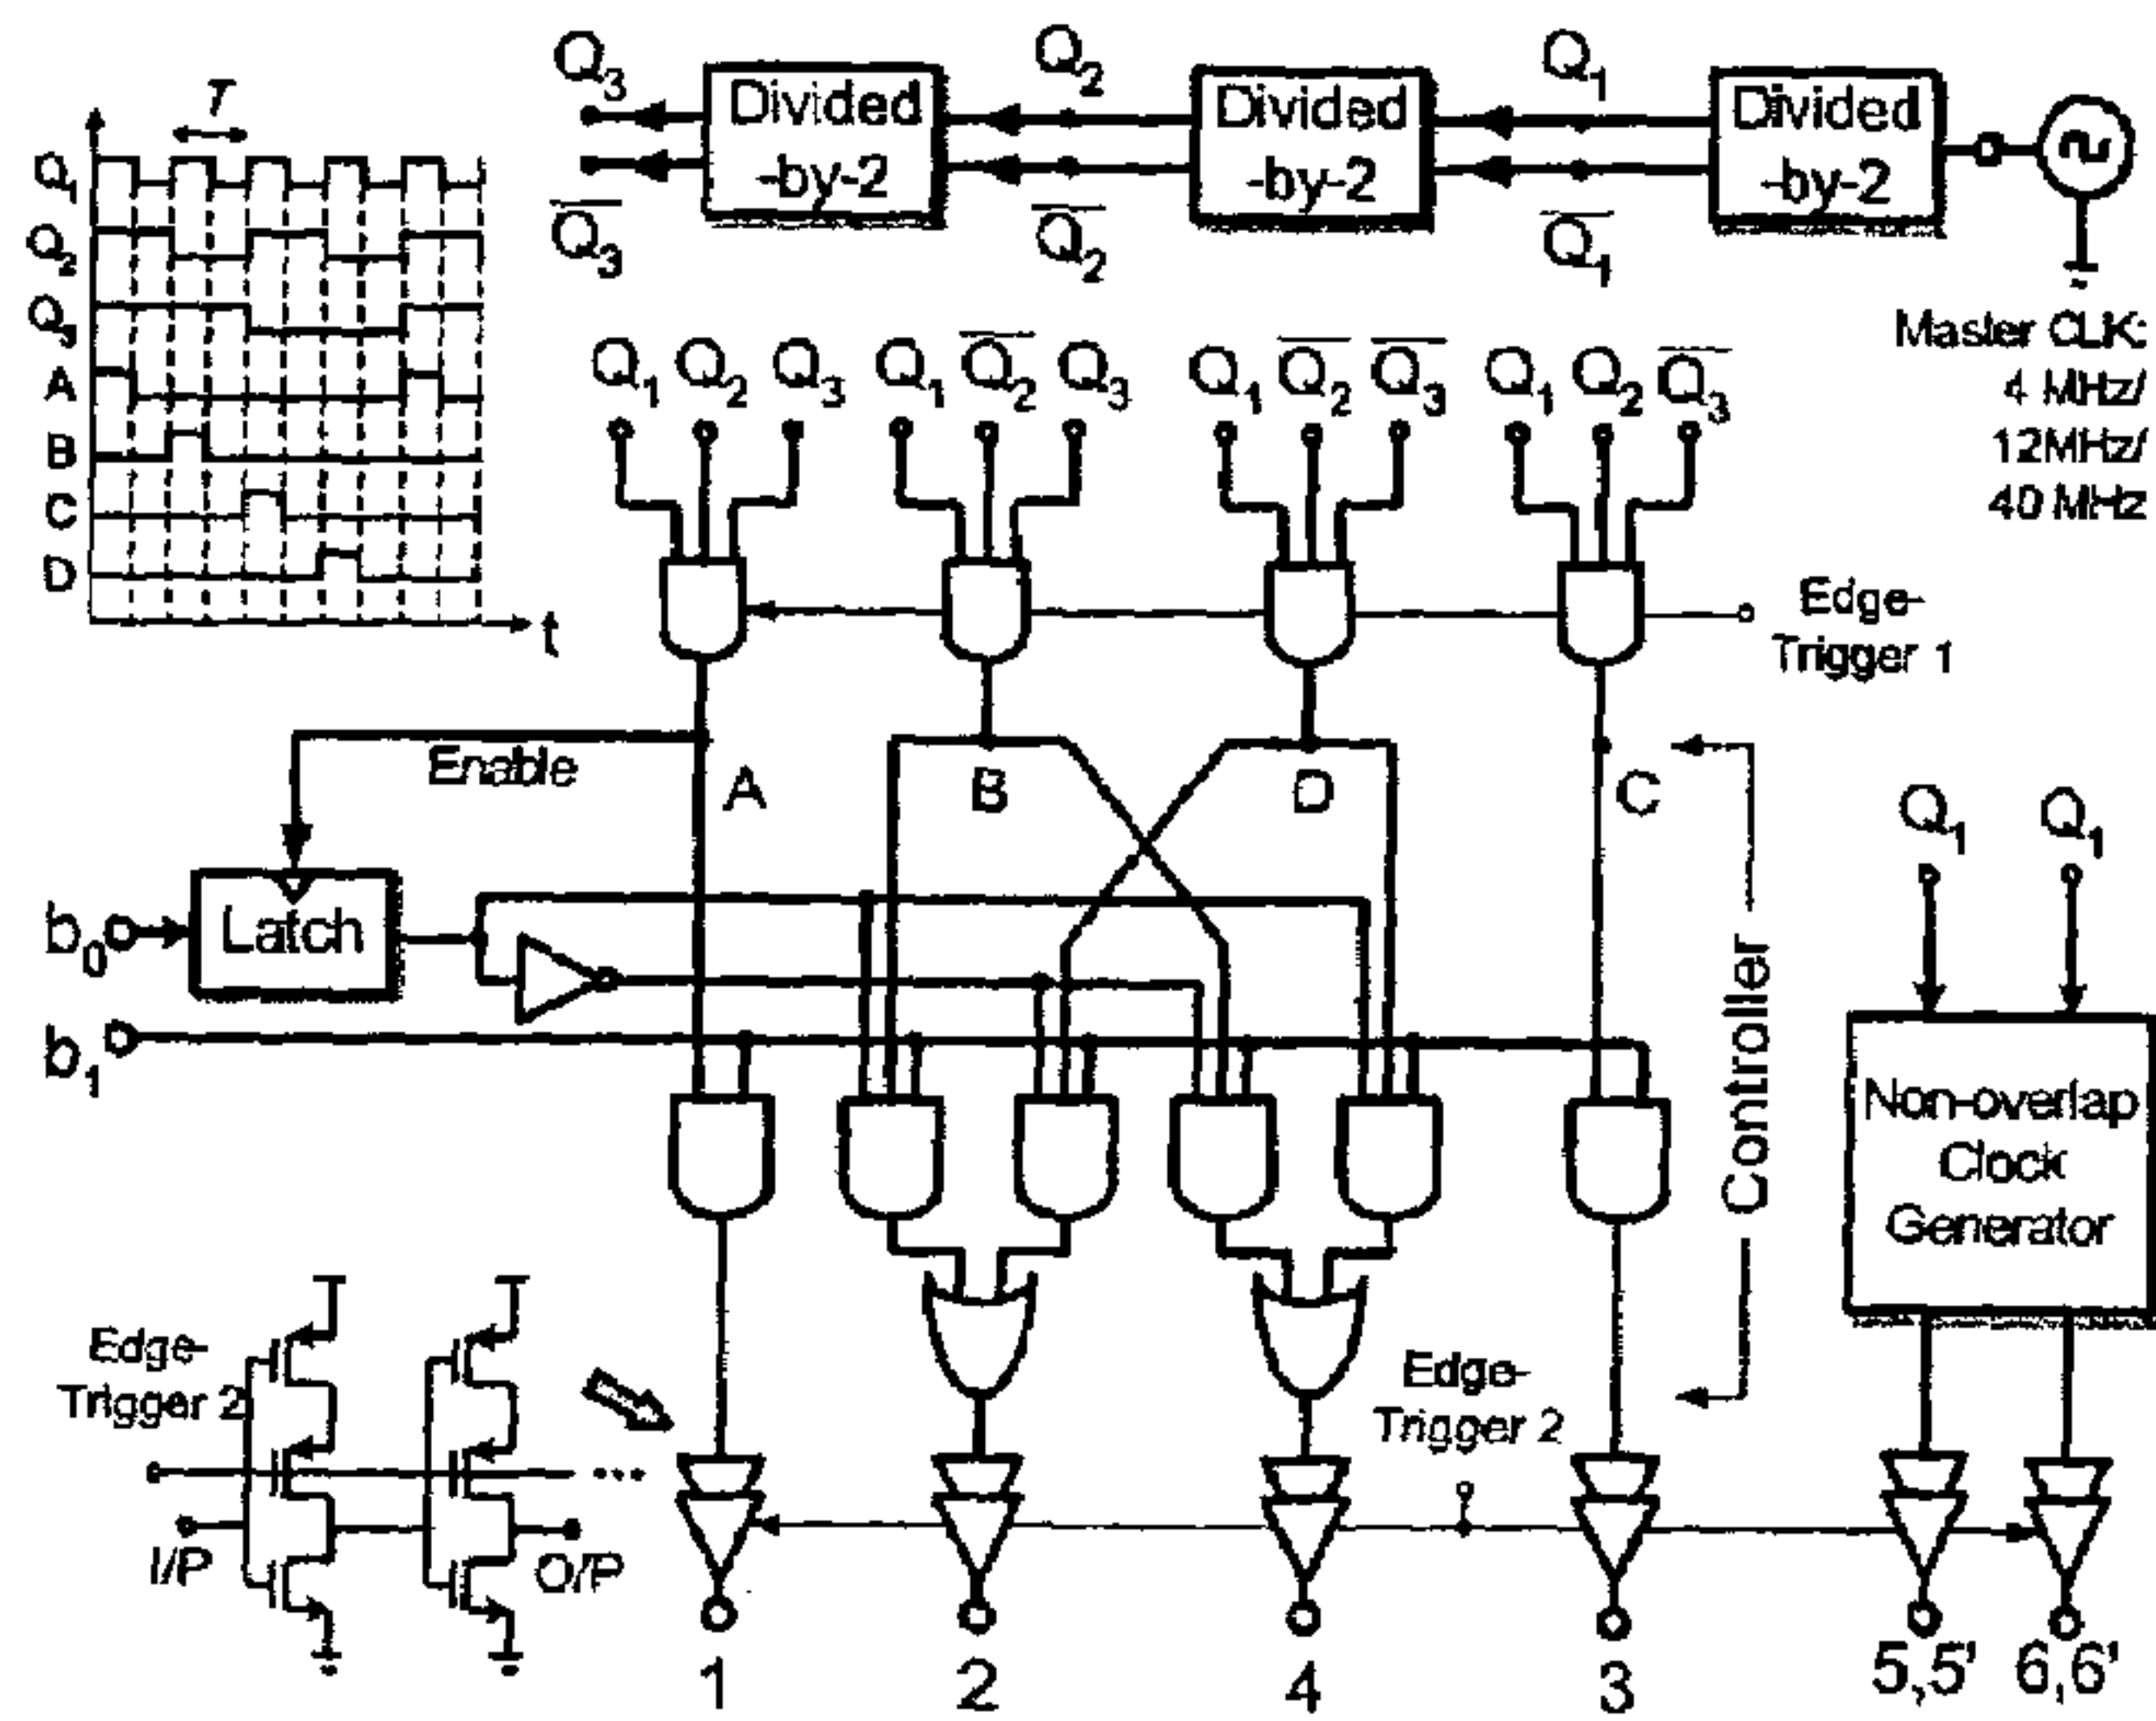 Q3 Q2 Q1
Divided -by-2 Divided -by-2 Divided -by-2
Q̅3 Q̅2 Q̅1
Master CLK:
4 MHz/
12MHz/
40 MHz
T
Q1
Q2
Q3
A
B
C
D
t
Q1 Q2 Q3 Q1 Q̅2 Q3 Q1 Q̅2 Q̅3 Q1 Q2 Q̅3
Edge-
Trigger 1
Enable
A B D C
b0 Latch
b1
Controller
Q1 Q1
Non-overlap
Clock
Generator
Edge-
Trigger 2
I/P O/P
Edge-
Trigger 2
1 2 4 3 5,5' 6,6'